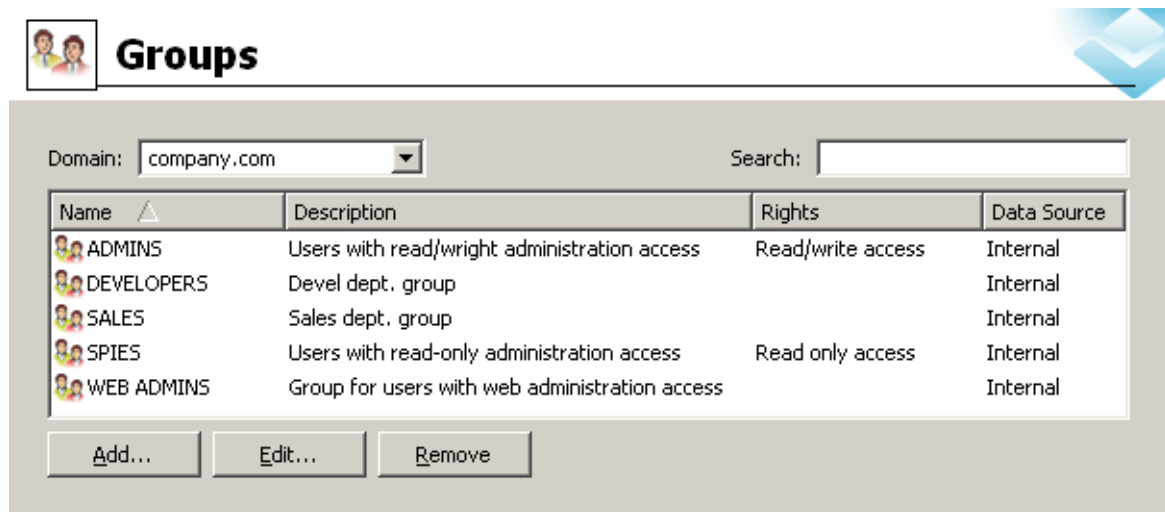 Groups
Domain: company.com Search:
Name Description Rights Data Source
ADMINS Users with read/wright administration access Read/write access Internal
DEVELOPERS Devel dept. group Internal
SALES Sales dept. group Internal
SPIES Users with read-only administration access Read only access Internal
WEB ADMINS Group for users with web administration access Internal
Add... Edit... Remove